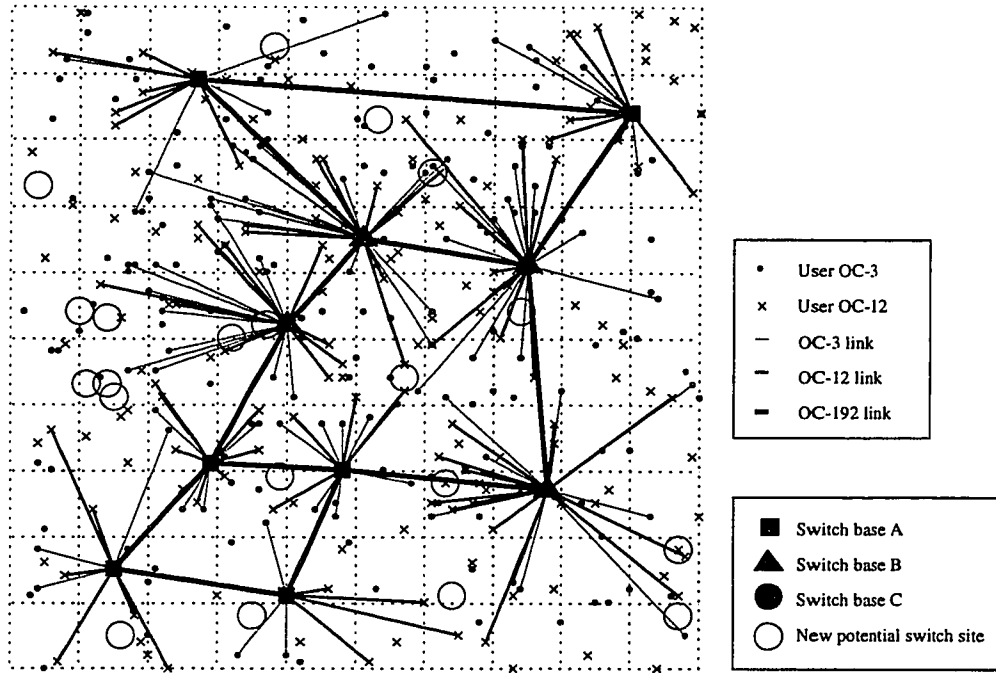 User OC-3
User OC-12
OC-3 link
OC-12 link
OC-192 link
Switch base A
Switch base B
Switch base C
New potential switch site